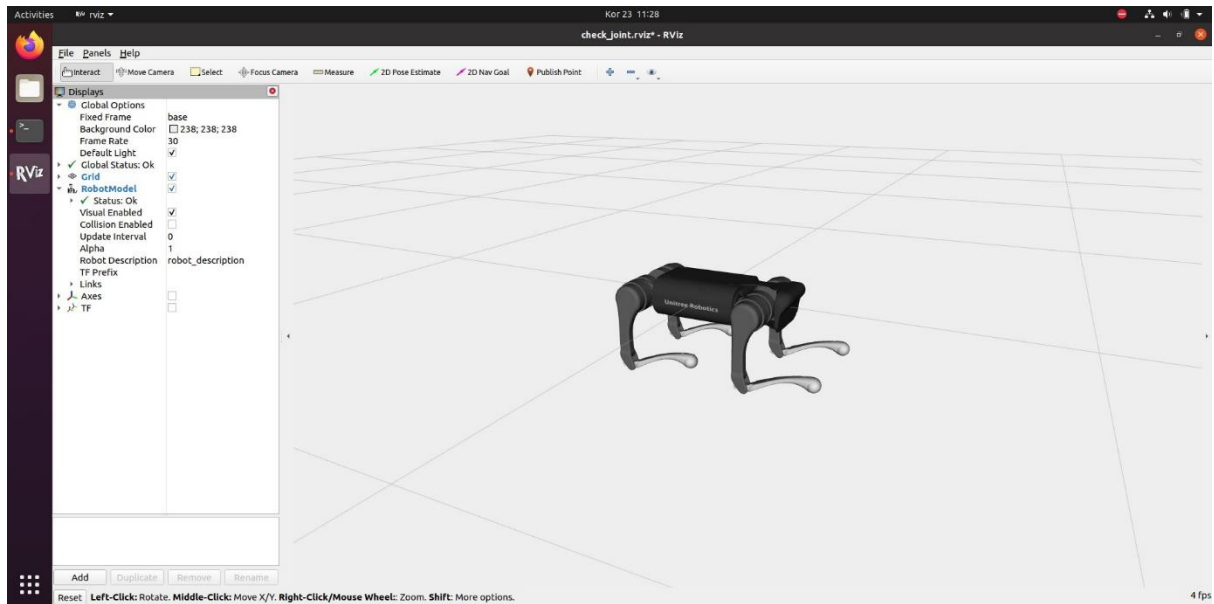 Activities
rviz
Kor 23 11:28
check_joint.rviz* - RViz
File Panels Help
Interact Move Camera Select Focus Camera Measure 2D Pose Estimate 2D Nav Goal Publish Point
Displays
Global Options
Fixed Frame base
Background Color 238; 238; 238
Frame Rate 30
Default Light
Global Status: Ok
Grid
RobotModel
Status: Ok
Visual Enabled
Collision Enabled
Update Interval 0
Alpha 1
Robot Description robot_description
TF Prefix
Links
Axes
TF
RViz
Unitree Robotics
Add Duplicate Remove Rename
Reset Left-Click: Rotate. Middle-Click: Move X/Y. Right-Click/Mouse Wheel:: Zoom. Shift: More options. 4 fps